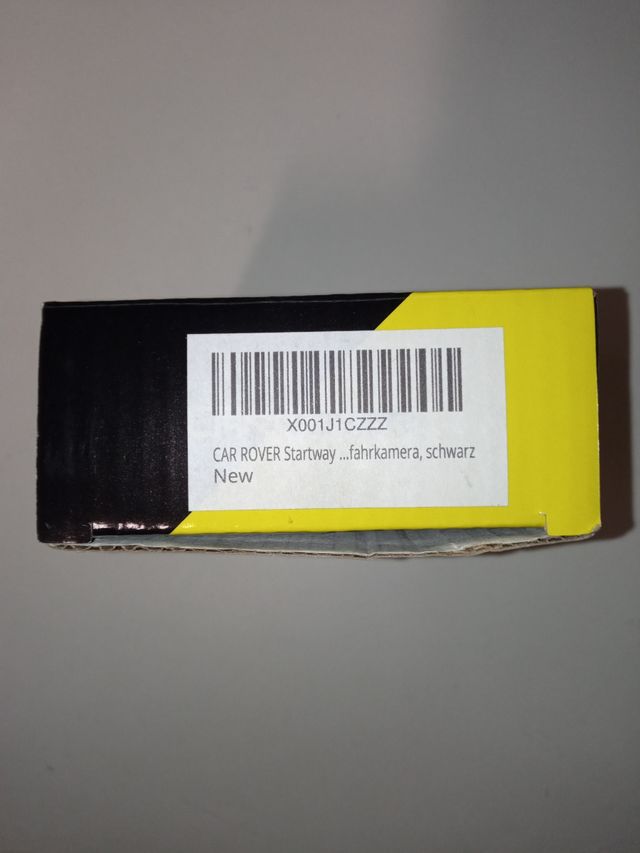 X001J1CZZZ
CAR ROVER Startway ...fahrkamera, schwarz
New